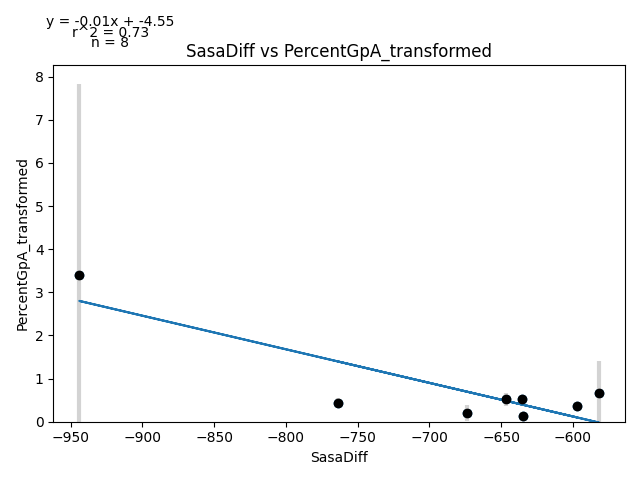 y = -0.01x + -4.55
r^2 = 0.73
n = 8
SasaDiff vs PercentGpA_transformed
PercentGpA_transformed
8
7
6
5
4
3
2
1
0
−950 −900 −850 −800 −750 −700 −650 −600
SasaDiff